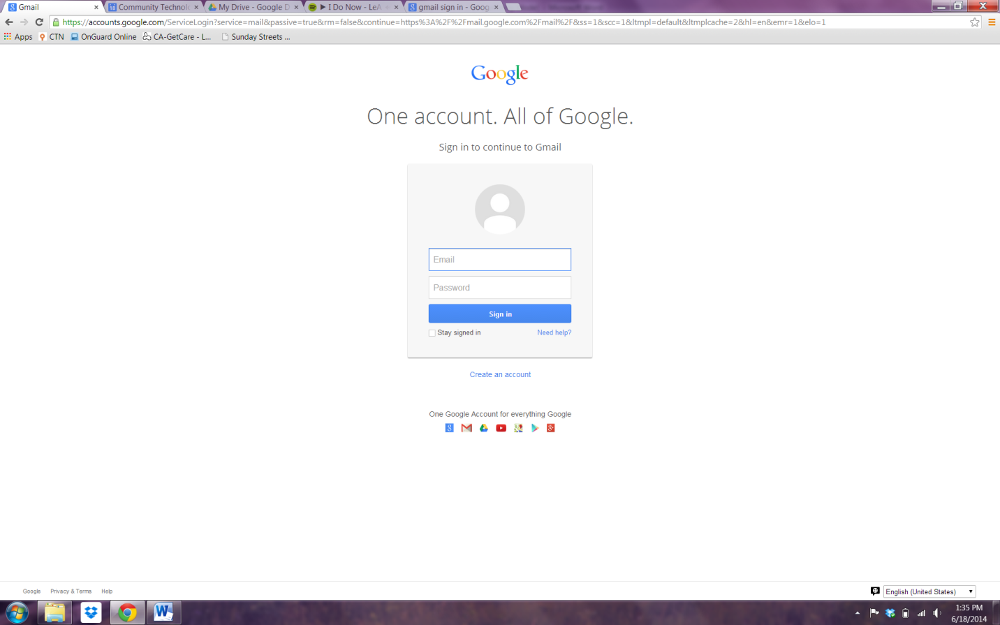 Gmail
Community Technolo
My Drive - Google D
I Do Now - LeA
gmail sign in - Goog
https://accounts.google.com/ServiceLogin?service=mail&passive=true&rm=false&continue=https%3A%2F%2Fmail.google.com%2Fmail%2F&ss=1&scc=1&ltmpl=default&ltmplcache=2&hl=en&emr=1&elo=1
Apps
CTN
OnGuard Online
CA-GetCare - L...
Sunday Streets ...
Google
One account. All of Google.
Sign in to continue to Gmail
Email
Password
Sign in
Stay signed in
Need help?
Create an account
One Google Account for everything Google
Google
Privacy & Terms
Help
English (United States)
1:35 PM
6/18/2014